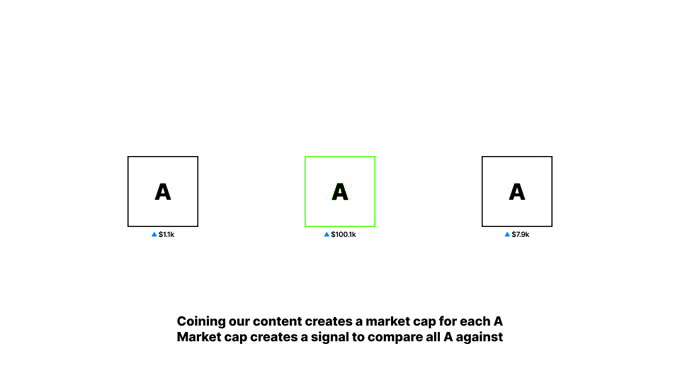 A
A
A
▲ $1.1k
▲ $100.1k
▲ $7.9k
Coining our content creates a market cap for each A
Market cap creates a signal to compare all A against